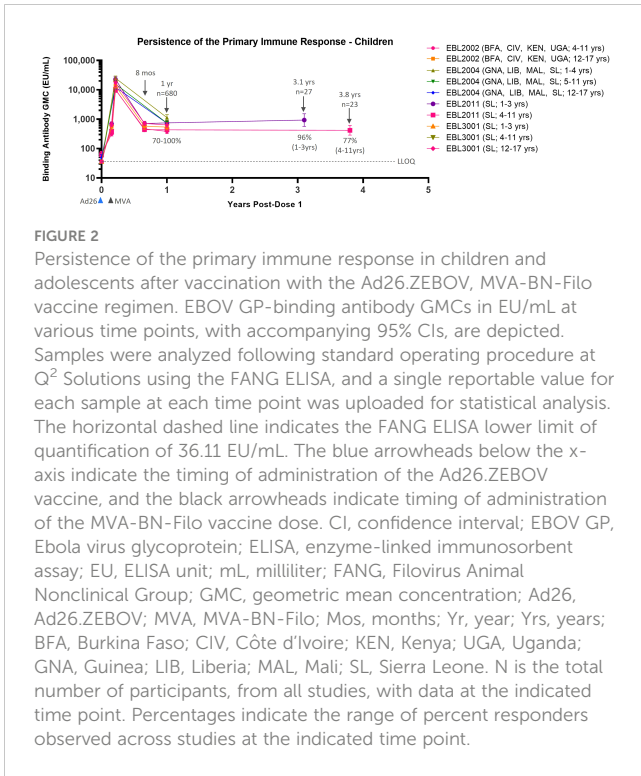 Persistence of the Primary Immune Response - Children
Binding Antibody GMC (EU/mL)
100,000
10,000
1,000
100
10
8 mos
1 yr
n=680
3.1 yrs
n=27
3.8 yrs
n=23
70-100%
96%
(1-3yrs)
77%
(4-11yrs)
LLOQ
0
1
2
3
4
5
Ad26
MVA
Years Post-Dose 1
EBL2002 (BFA, CIV, KEN, UGA; 4-11 yrs)
EBL2002 (BFA, CIV, KEN, UGA; 12-17 yrs)
EBL2004 (GNA, LIB, MAL, SL; 1-4 yrs)
EBL2004 (GNA, LIB, MAL, SL; 5-11 yrs)
EBL2004 (GNA, LIB, MAL, SL; 12-17 yrs)
EBL2011 (SL; 1-3 yrs)
EBL2011 (SL; 4-11 yrs)
EBL3001 (SL; 1-3 yrs)
EBL3001 (SL; 4-11 yrs)
EBL3001 (SL; 12-17 yrs)
FIGURE 2
Persistence of the primary immune response in children and
adolescents after vaccination with the Ad26.ZEBOV, MVA-BN-Filo
vaccine regimen. EBOV GP-binding antibody GMCs in EU/mL at
various time points, with accompanying 95% CIs, are depicted.
Samples were analyzed following standard operating procedure at
Q² Solutions using the FANG ELISA, and a single reportable value for
each sample at each time point was uploaded for statistical analysis.
The horizontal dashed line indicates the FANG ELISA lower limit of
quantification of 36.11 EU/mL. The blue arrowheads below the x-
axis indicate the timing of administration of the Ad26.ZEBOV
vaccine, and the black arrowheads indicate timing of administration
of the MVA-BN-Filo vaccine dose. CI, confidence interval; EBOV GP,
Ebola virus glycoprotein; ELISA, enzyme-linked immunosorbent
assay; EU, ELISA unit; mL, milliliter; FANG, Filovirus Animal
Nonclinical Group; GMC, geometric mean concentration; Ad26,
Ad26.ZEBOV; MVA, MVA-BN-Filo; Mos, months; Yr, year; Yrs, years;
BFA, Burkina Faso; CIV, Côte d'Ivoire; KEN, Kenya; UGA, Uganda;
GNA, Guinea; LIB, Liberia; MAL, Mali; SL, Sierra Leone. N is the total
number of participants, from all studies, with data at the indicated
time point. Percentages indicate the range of percent responders
observed across studies at the indicated time point.